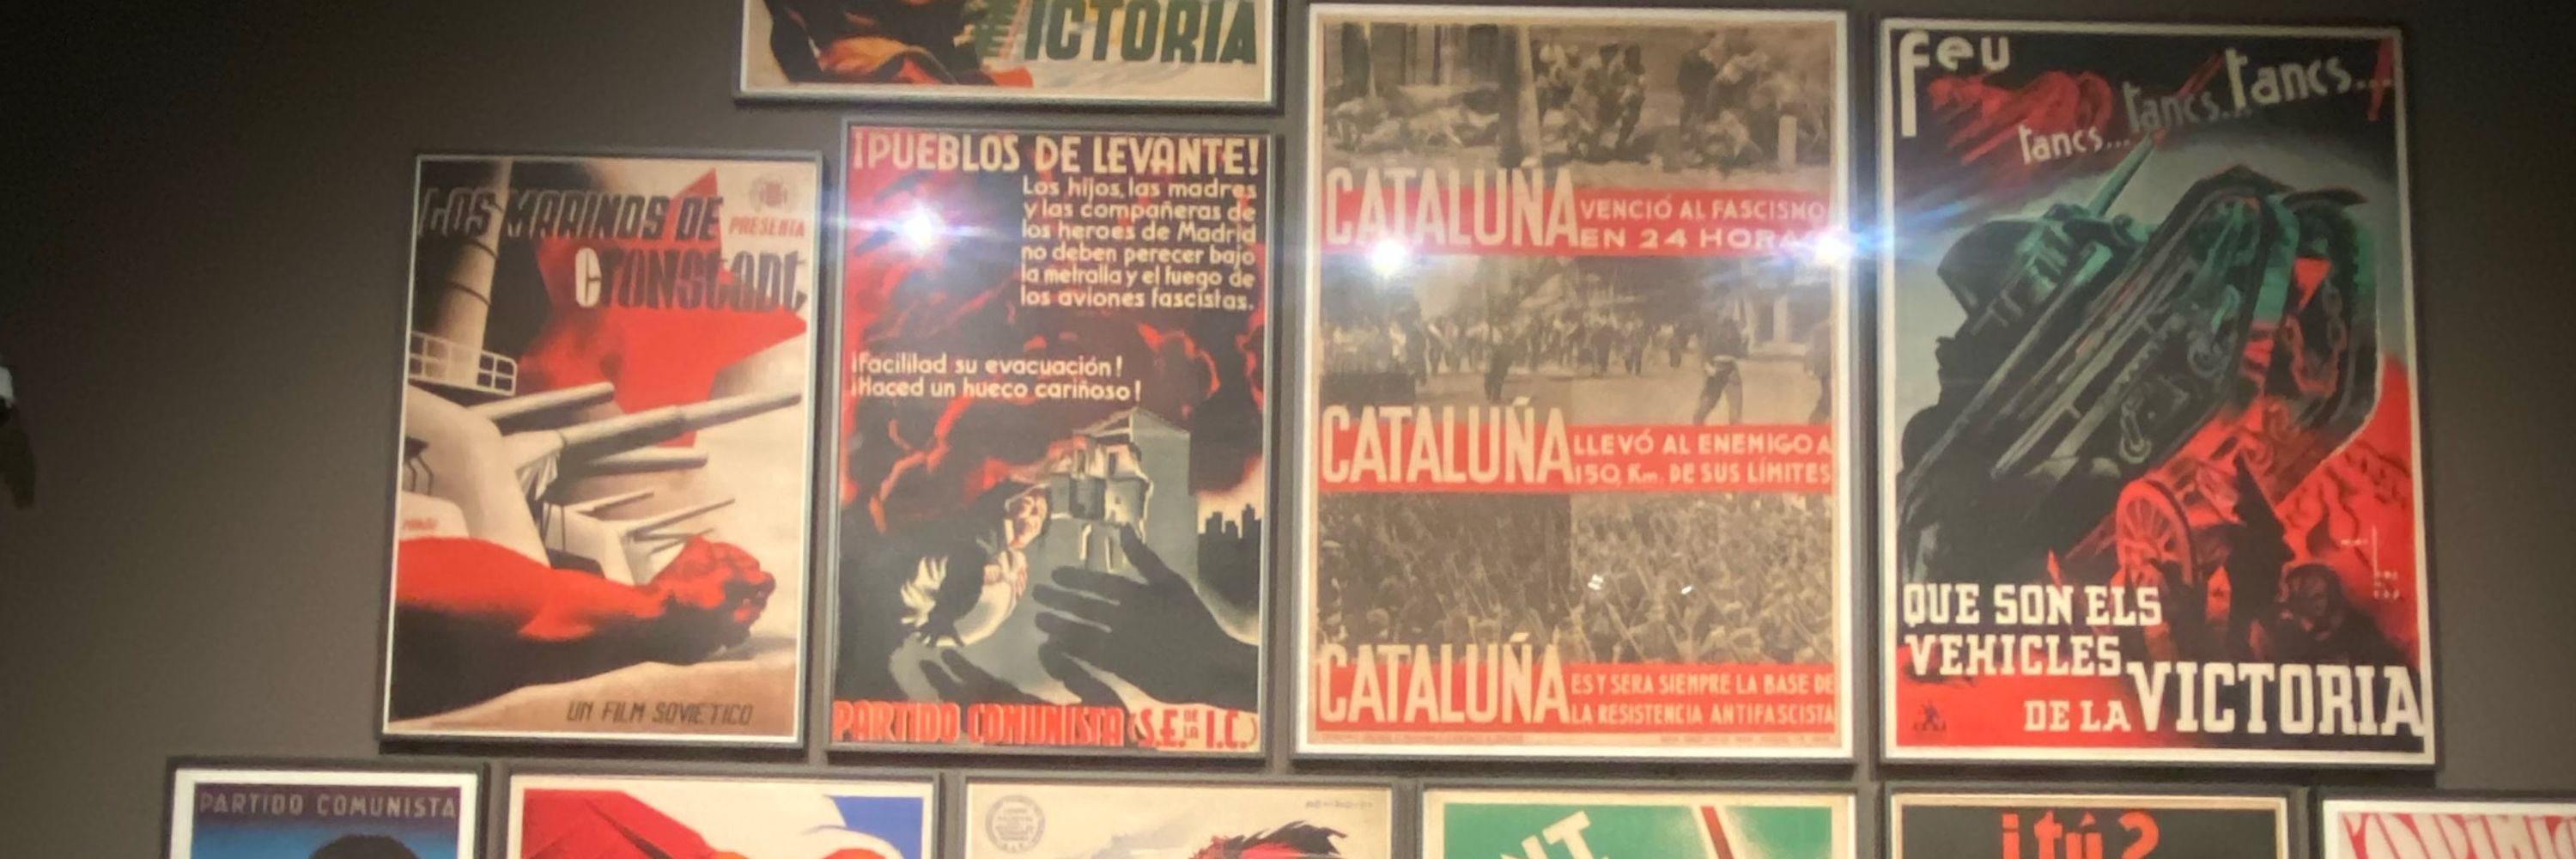 ICTORIA
LOS MARINOS DE
PRESENTA
CRONSTADT
UN FILM SOVIETICO
¡PUEBLOS DE LEVANTE!
Los hijos, las madres
y las compañeras de
los heroes de Madrid
no deben perecer bajo
la metralla y el fuego de
los aviones fascistas.
¡Facilitad su evacuación!
¡Haced un hueco cariñoso!
PARTIDO COMUNISTA (S.E. DE LA I.C.)
CATALUÑA VENCIÓ AL FASCISMO
EN 24 HORAS
CATALUÑA LLEVÓ AL ENEMIGO A
150 Km. DE SUS LÍMITES
CATALUÑA ES Y SERA SIEMPRE LA BASE DE
LA RESISTENCIA ANTIFASCISTA
feu
tancs... tancs... tancs...
QUE SON ELS
VEHICLES
DE LA VICTORIA
PARTIDO COMUNISTA
NT
¡tú?